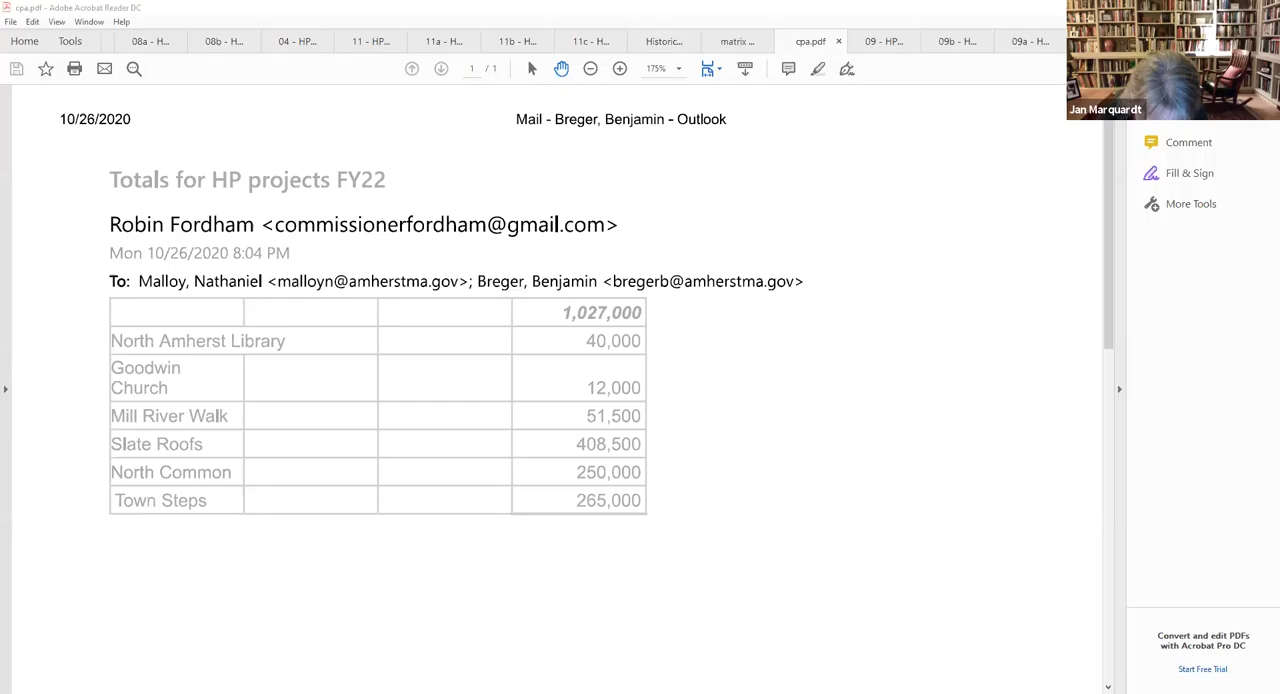 cpa.pdf - Adobe Acrobat Reader DC
File Edit View Window Help
Home Tools 08a - H... 08b - H... 04 - HP... 11 - HP... 11a - H... 11b - H... 11c - H... Historic... matrix ... cpa.pdf × 09 - HP... 09b - H... 09a - H...
1 / 1 175%
Jan Marquardt
10/26/2020 Mail - Breger, Benjamin - Outlook
Totals for HP projects FY22
Robin Fordham <commissionerfordham@gmail.com>
Mon 10/26/2020 8:04 PM
To: Malloy, Nathaniel <malloyn@amherstma.gov>; Breger, Benjamin <bregerb@amherstma.gov>
1,027,000
North Amherst Library 40,000
Goodwin
Church 12,000
Mill River Walk 51,500
Slate Roofs 408,500
North Common 250,000
Town Steps 265,000
Comment
Fill & Sign
More Tools
Convert and edit PDFs
with Acrobat Pro DC
Start Free Trial